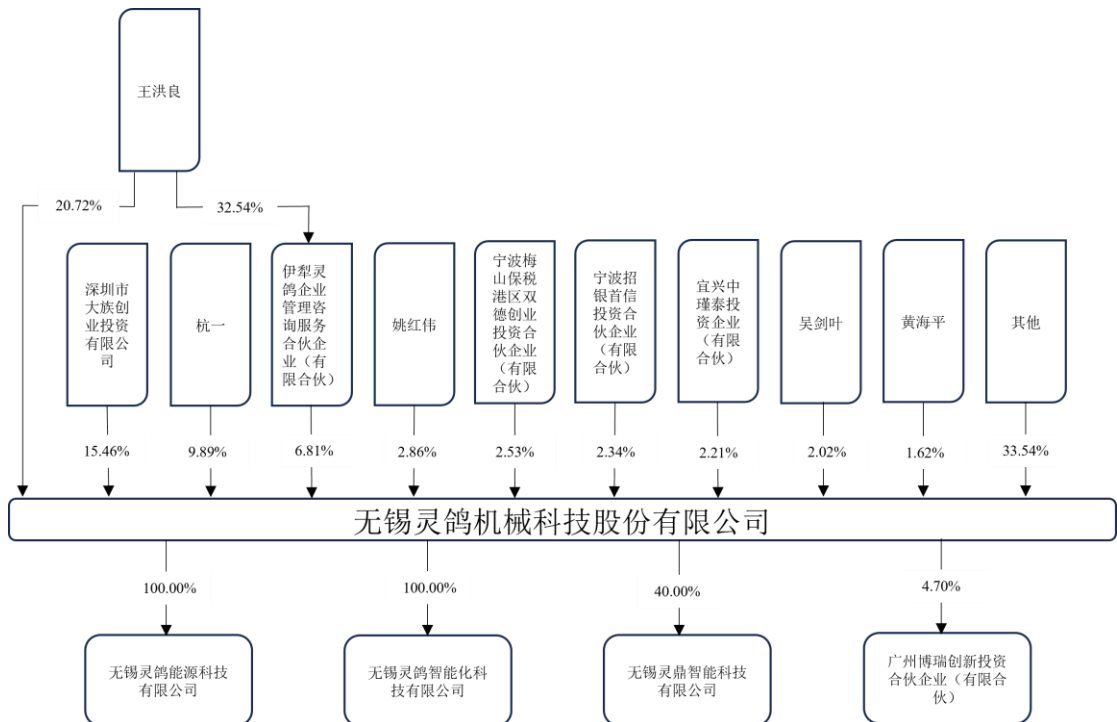 王洪良
20.72%
32.54%
深圳市
大族创
业投资
有限公
司
杭一
伊犁灵
鸽企业
管理咨
询服务
合伙企
业（有
限合伙）
姚红伟
宁波梅
山保税
港区双
德创业
投资合
伙企业
（有限
合伙）
宁波招
银首信
投资合
伙企业
（有限
合伙）
宜兴中
瑾泰投
资企业
（有限
合伙）
吴剑叶
黄海平
其他
15.46%
9.89%
6.81%
2.86%
2.53%
2.34%
2.21%
2.02%
1.62%
33.54%
无锡灵鸽机械科技股份有限公司
100.00%
100.00%
40.00%
4.70%
无锡灵鸽能源科技
有限公司
无锡灵鸽智能化科
技有限公司
无锡灵鼎智能科技
有限公司
广州博瑞创新投资
合伙企业（有限合
伙）